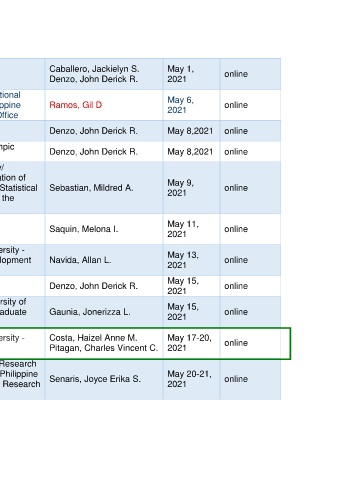 Caballero, Jackielyn S. May 1,
Denzo, John Derick R. 2021 online
tional
ppine Ramos, Gil D May 6, online
Office 2021
Denzo, John Derick R. May 8,2021 online
mpic
Denzo, John Derick R. May 8,2021 online
y/
ation of
Statistical Sebastian, Mildred A. May 9, online
the 2021
Saquin, Melona I. May 11, online
2021
ersity - Navida, Allan L. May 13, online
lopment 2021
Denzo, John Derick R. May 15, online
2021
ersity of Gaunia, Jonerizza L. May 15, online
aduate 2021
ersity - Costa, Haizel Anne M. May 17-20, online
Pitagan, Charles Vincent C. 2021
Research
Philippine Senaris, Joyce Erika S. May 20-21, online
Research 2021